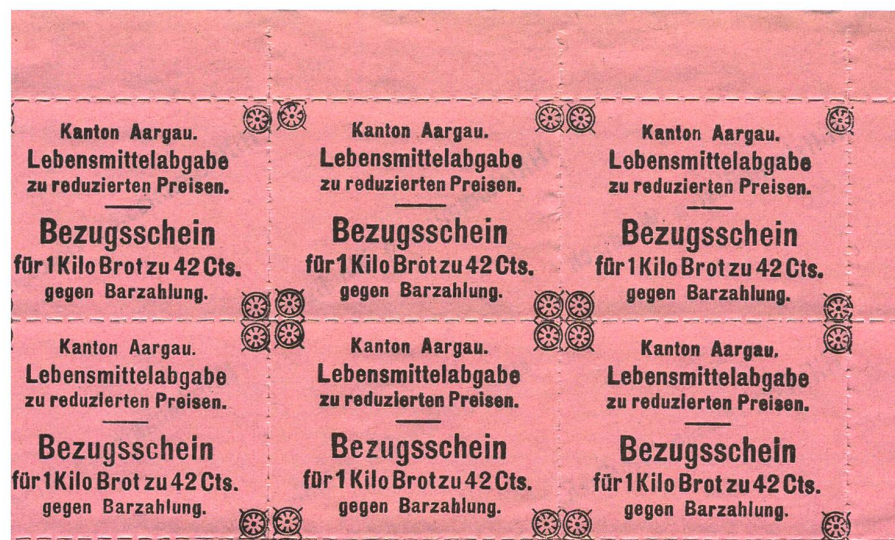 Kanton Aargau.
Lebensmittelabgabe
zu reduzierten Preisen.
Bezugsschein
für 1 Kilo Brot zu 42 Cts.
gegen Barzahlung.
Kanton Aargau.
Lebensmittelabgabe
zu reduzierten Preisen.
Bezugsschein
für 1 Kilo Brot zu 42 Cts.
gegen Barzahlung.
Kanton Aargau.
Lebensmittelabgabe
zu reduzierten Preisen.
Bezugsschein
für 1 Kilo Brot zu 42 Cts.
gegen Barzahlung.
Kanton Aargau.
Lebensmittelabgabe
zu reduzierten Preisen.
Bezugsschein
für 1 Kilo Brot zu 42 Cts.
gegen Barzahlung.
Kanton Aargau.
Lebensmittelabgabe
zu reduzierten Preisen.
Bezugsschein
für 1 Kilo Brot zu 42 Cts.
gegen Barzahlung.
Kanton Aargau.
Lebensmittelabgabe
zu reduzierten Preisen.
Bezugsschein
für 1 Kilo Brot zu 42 Cts.
gegen Barzahlung.